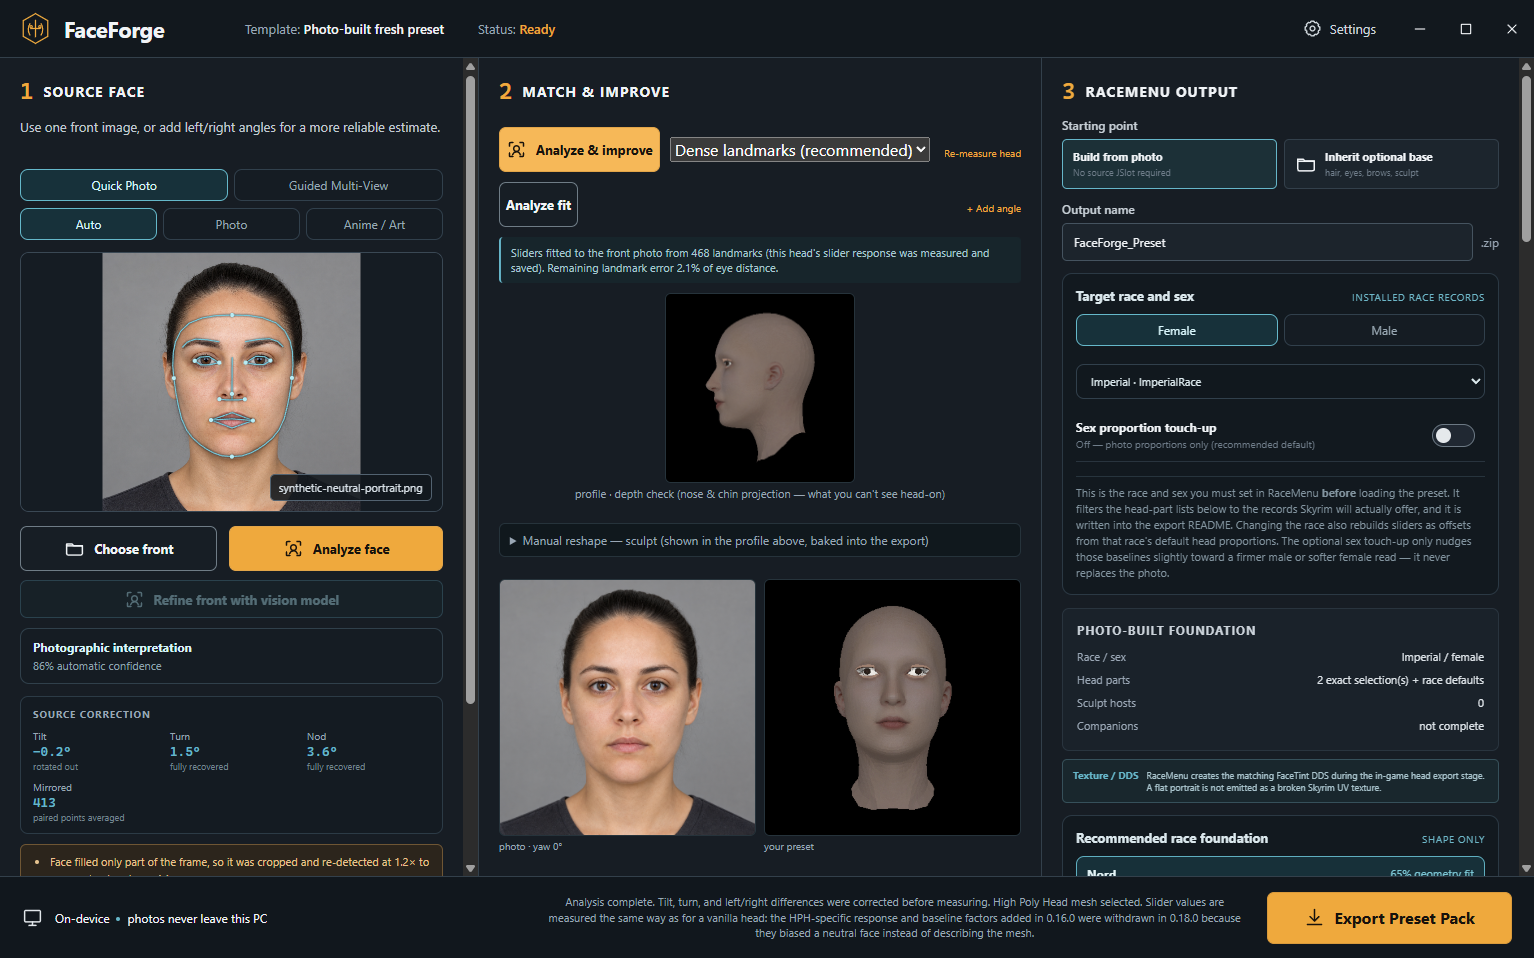 FaceForge
Template: Photo-built fresh preset
Status: Ready
Settings
1 SOURCE FACE
Use one front image, or add left/right angles for a more reliable estimate.
Quick Photo
Guided Multi-View
Auto
Photo
Anime / Art
synthetic-neutral-portrait.png
Choose front
Analyze face
Refine front with vision model
Photographic interpretation
86% automatic confidence
SOURCE CORRECTION
Tilt
−0.2°
rotated out
Turn
1.5°
fully recovered
Nod
3.6°
fully recovered
Mirrored
413
paired points averaged
• Face filled only part of the frame, so it was cropped and re-detected at 1.2× to
2 MATCH & IMPROVE
Analyze & improve
Dense landmarks (recommended)
Re-measure head
Analyze fit
+ Add angle
Sliders fitted to the front photo from 468 landmarks (this head's slider response was measured and
saved). Remaining landmark error 2.1% of eye distance.
profile · depth check (nose & chin projection — what you can't see head-on)
▶ Manual reshape — sculpt (shown in the profile above, baked into the export)
photo · yaw 0°
your preset
3 RACEMENU OUTPUT
Starting point
Build from photo
No source JSlot required
Inherit optional base
hair, eyes, brows, sculpt
Output name
FaceForge_Preset
.zip
Target race and sex
INSTALLED RACE RECORDS
Female
Male
Imperial · ImperialRace
Sex proportion touch-up
Off — photo proportions only (recommended default)
This is the race and sex you must set in RaceMenu before loading the preset. It
filters the head-part lists below to the records Skyrim will actually offer, and it is
written into the export README. Changing the race also rebuilds sliders as offsets
from that race's default head proportions. The optional sex touch-up only nudges
those baselines slightly toward a firmer male or softer female read — it never
replaces the photo.
PHOTO-BUILT FOUNDATION
Race / sex
Imperial / female
Head parts
2 exact selection(s) + race defaults
Sculpt hosts
0
Companions
not complete
Texture / DDS
RaceMenu creates the matching FaceTint DDS during the in-game head export stage.
A flat portrait is not emitted as a broken Skyrim UV texture.
Recommended race foundation
SHAPE ONLY
Nord
65% geometry fit
On-device • photos never leave this PC
Analysis complete. Tilt, turn, and left/right differences were corrected before measuring. High Poly Head mesh selected. Slider values are
measured the same way as for a vanilla head: the HPH-specific response and baseline factors added in 0.16.0 were withdrawn in 0.18.0 because
they biased a neutral face instead of describing the mesh.
Export Preset Pack